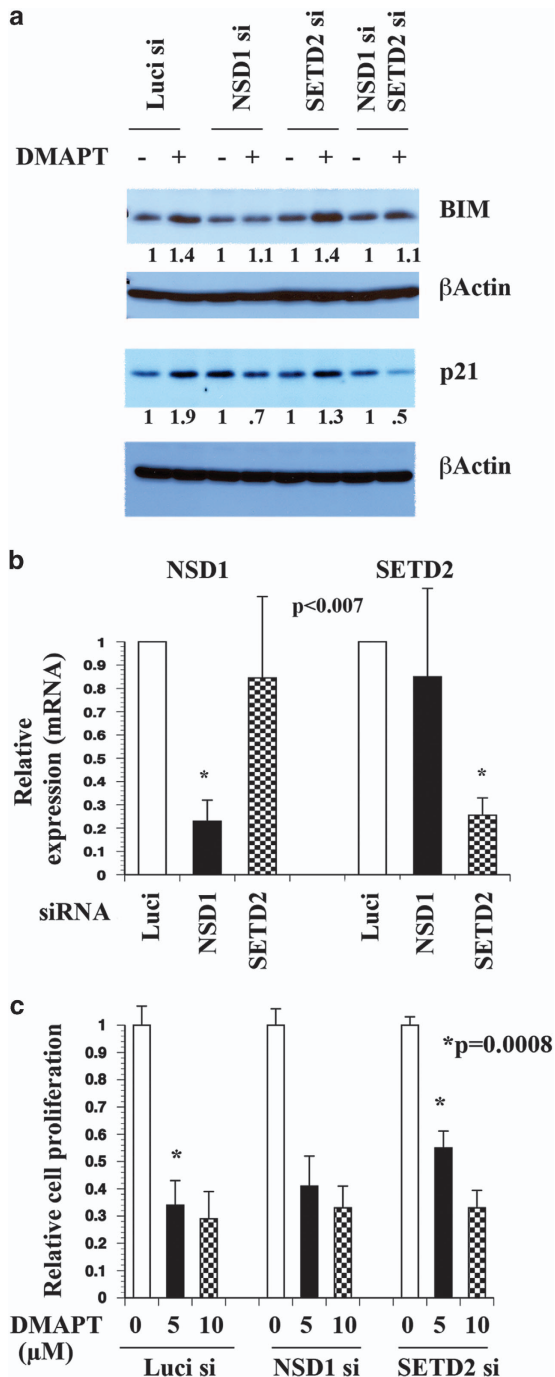 a
Luci si
NSD1 si
SETD2 si
NSD1 si
SETD2 si
DMAPT - + - + - + - +
BIM
1 1.4 1 1.1 1 1.4 1 1.1
βActin
p21
1 1.9 1 .7 1 1.3 1 .5
βActin
b
NSD1 SETD2
p<0.007
Relative
expression (mRNA)
1
0.9
0.8
0.7
0.6
0.5
0.4
0.3
0.2
0.1
0
* *
siRNA
Luci
NSD1
SETD2
Luci
NSD1
SETD2
c
*p=0.0008
Relative cell proliferation
1
0.9
0.8
0.7
0.6
0.5
0.4
0.3
0.2
0.1
0
* *
DMAPT 0 5 10 0 5 10 0 5 10
(μM)
Luci si NSD1 si SETD2 si